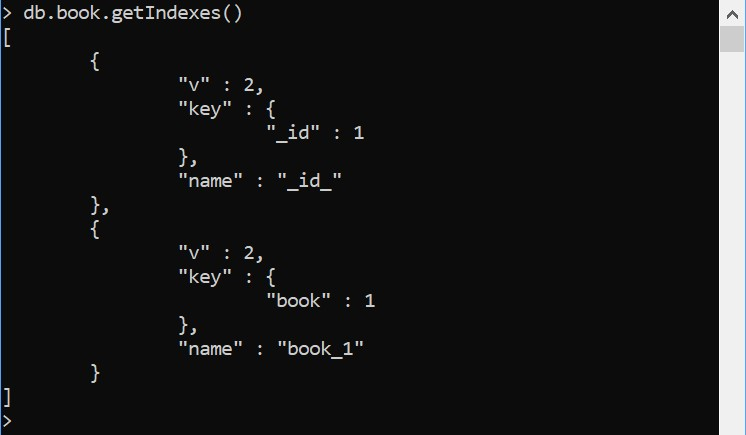 > db.book.getIndexes()
[
        {
                "v" : 2,
                "key" : {
                        "_id" : 1
                },
                "name" : "_id_"
        },
        {
                "v" : 2,
                "key" : {
                        "book" : 1
                },
                "name" : "book_1"
        }
]
>